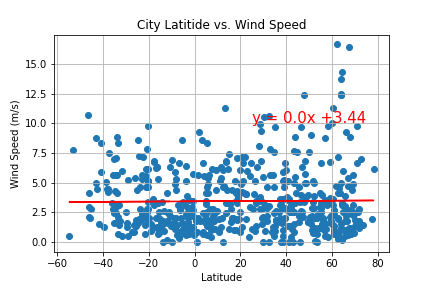 City Latitide vs. Wind Speed
15.0
12.5
10.0
7.5
5.0
2.5
0.0
Wind Speed (m/s)
y = 0.0x +3.44
−60 −40 −20 0 20 40 60 80
Latitude